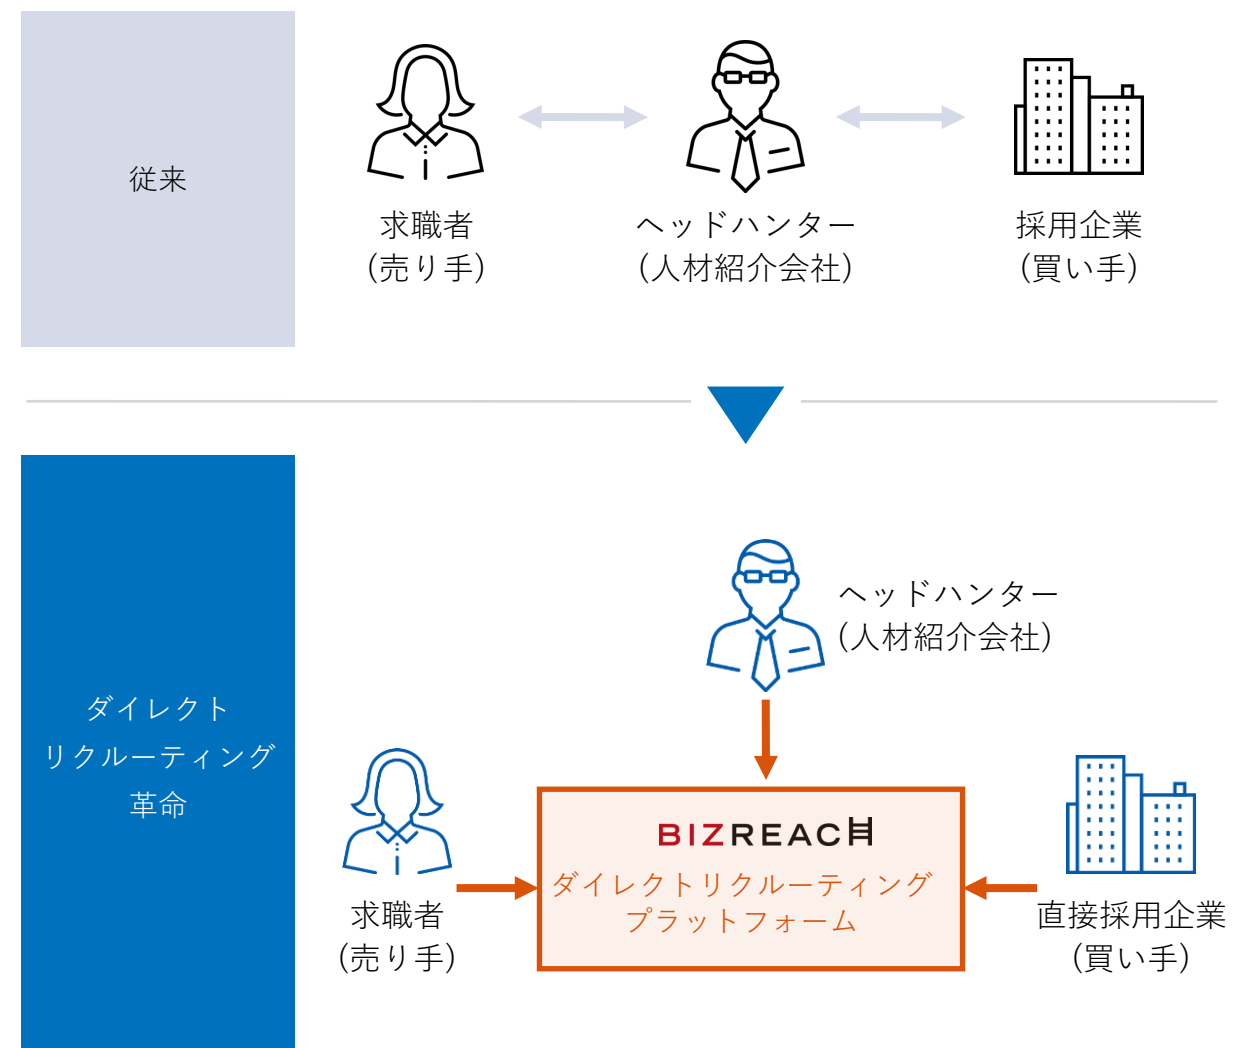 従来
求職者
(売り手)
ヘッドハンター
(人材紹介会社)
採用企業
(買い手)
ダイレクト
リクルーティング
革命
ヘッドハンター
(人材紹介会社)
求職者
(売り手)
BIZREACH
ダイレクトリクルーティング
プラットフォーム
直接採用企業
(買い手)